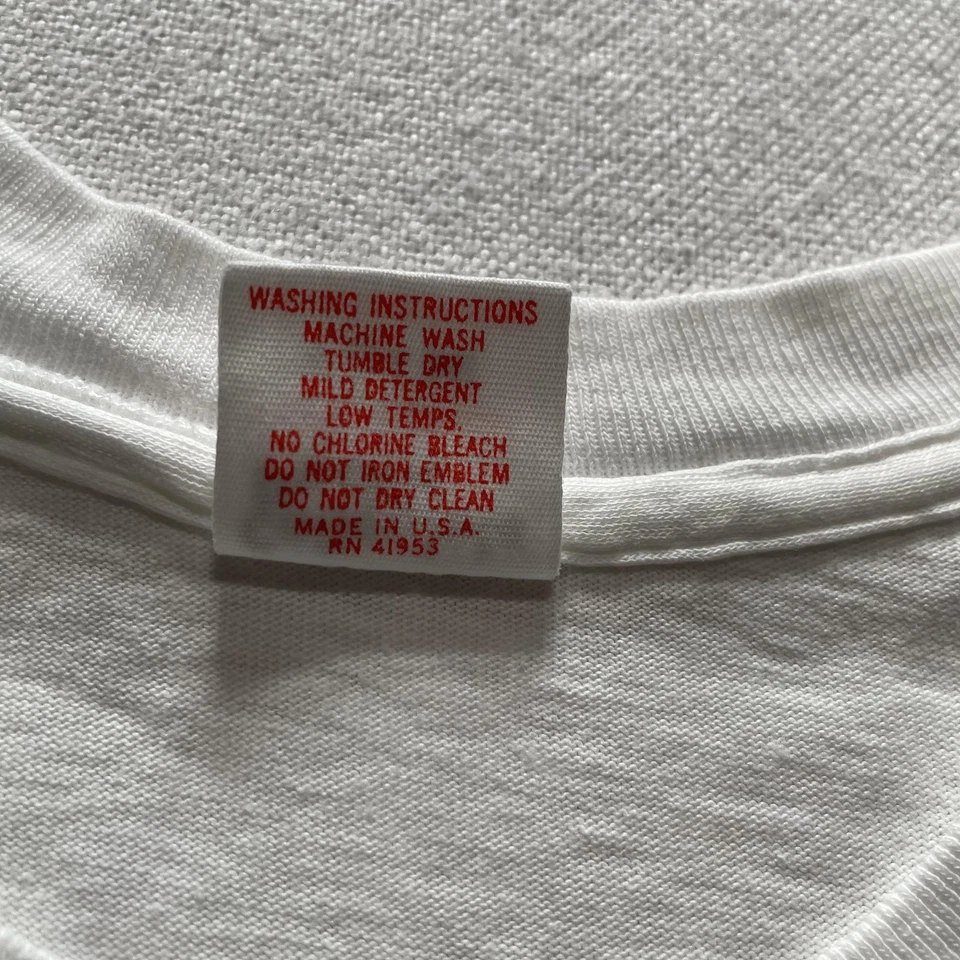 WASHING INSTRUCTIONS
MACHINE WASH
TUMBLE DRY
MILD DETERGENT
LOW TEMPS.
NO CHLORINE BLEACH
DO NOT IRON EMBLEM
DO NOT DRY CLEAN
MADE IN U.S.A.
RN 41953